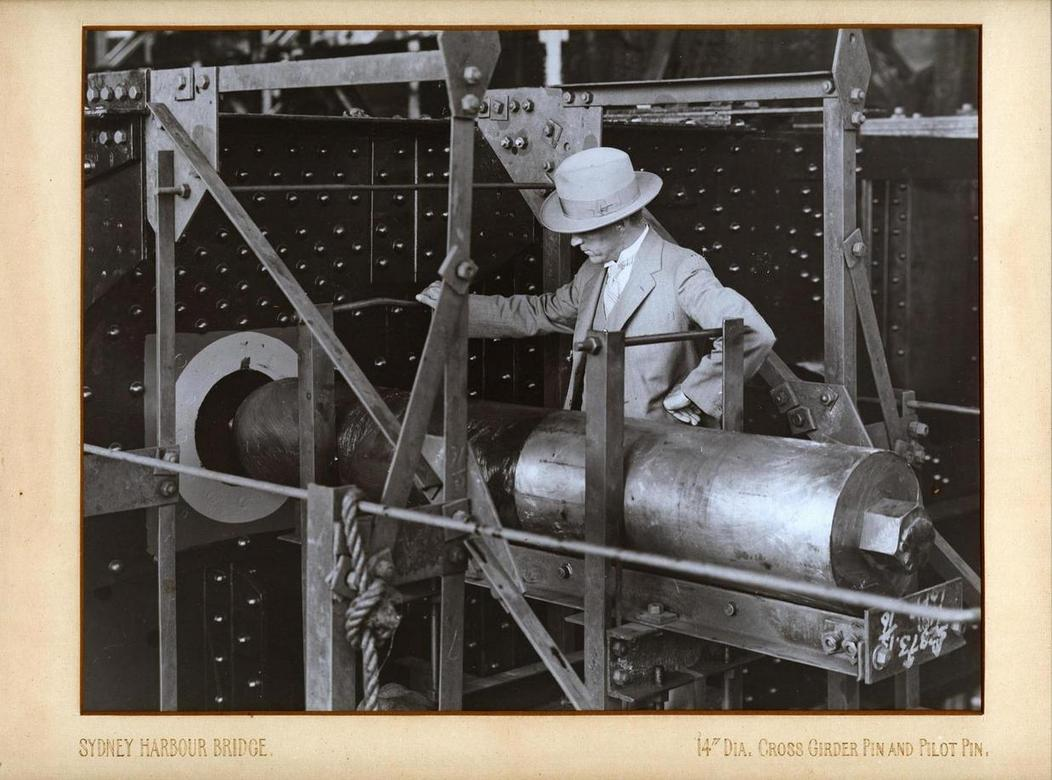 SYDNEY HARBOUR BRIDGE.
14" DIA. CROSS GIRDER PIN AND PILOT PIN.